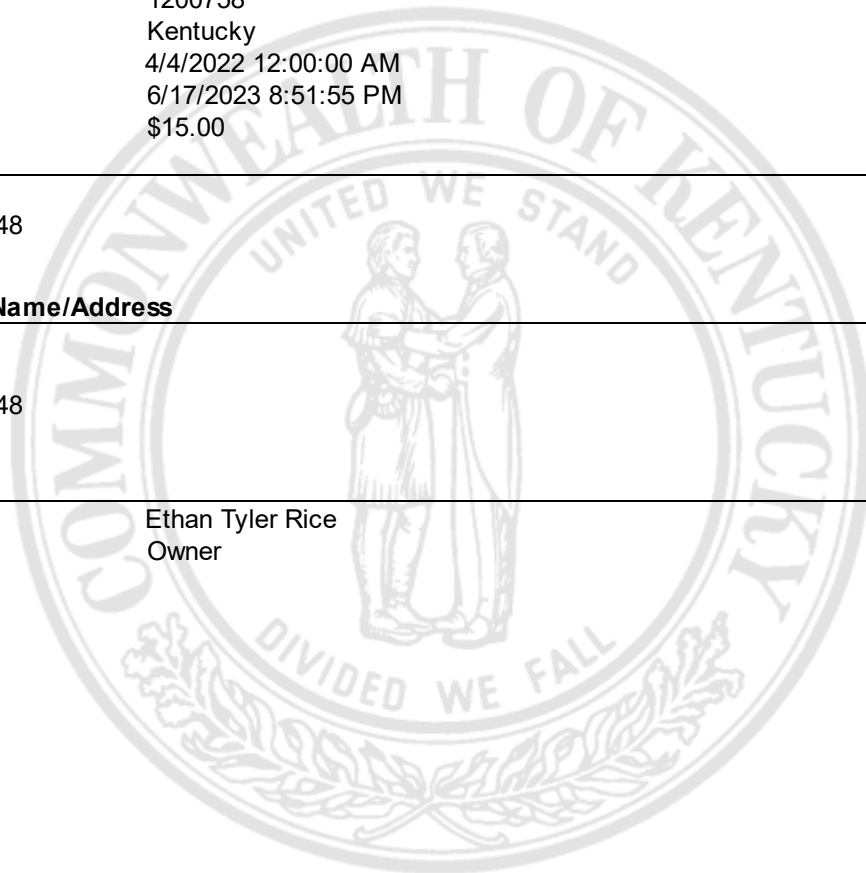 1200758
Kentucky
4/4/2022 12:00:00 AM
6/17/2023 8:51:55 PM
$15.00
48
Name/Address
48
Ethan Tyler Rice
Owner
COMMONWEALTH OF KENTUCKY
UNITED WE STAND
DIVIDED WE FALL